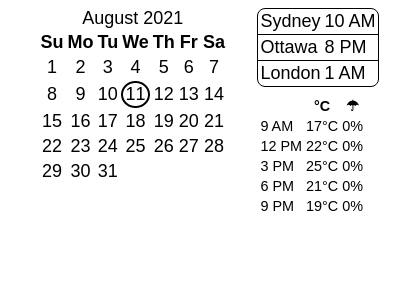 August 2021
Su Mo Tu We Th Fr Sa
1 2 3 4 5 6 7
8 9 10 11 12 13 14
15 16 17 18 19 20 21
22 23 24 25 26 27 28
29 30 31
Sydney 10 AM
Ottawa 8 PM
London 1 AM
°C ☂
9 AM 17°C 0%
12 PM 22°C 0%
3 PM 25°C 0%
6 PM 21°C 0%
9 PM 19°C 0%